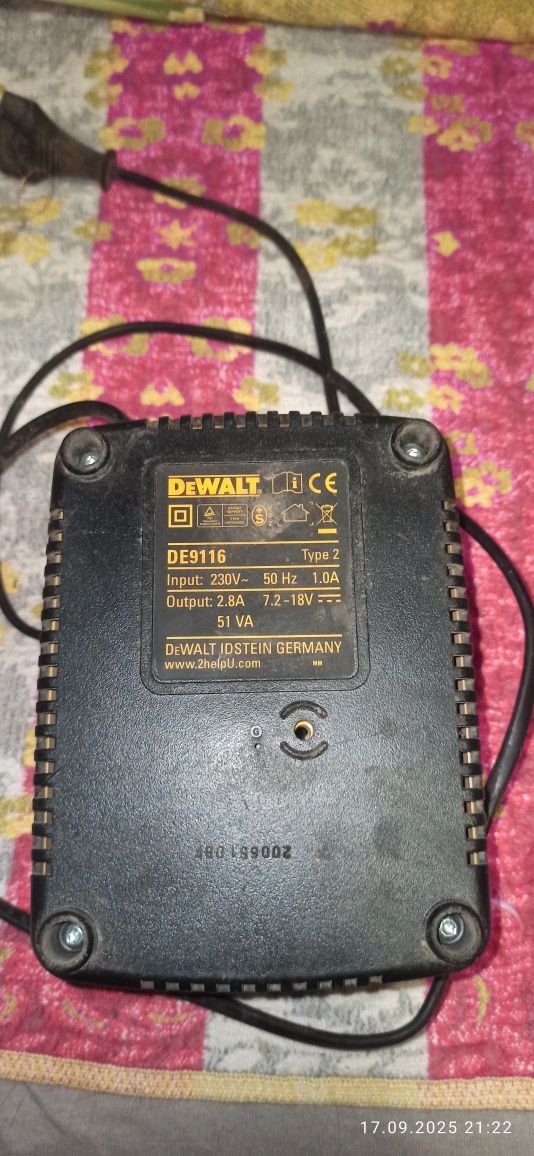 DEWALT
DE9116 Type 2
Input: 230V~ 50 Hz 1.0A
Output: 2.8A 7.2-18V
51 VA
DEWALT IDSTEIN GERMANY
www.2helpU.com MM
G
17.09.2025 21:22